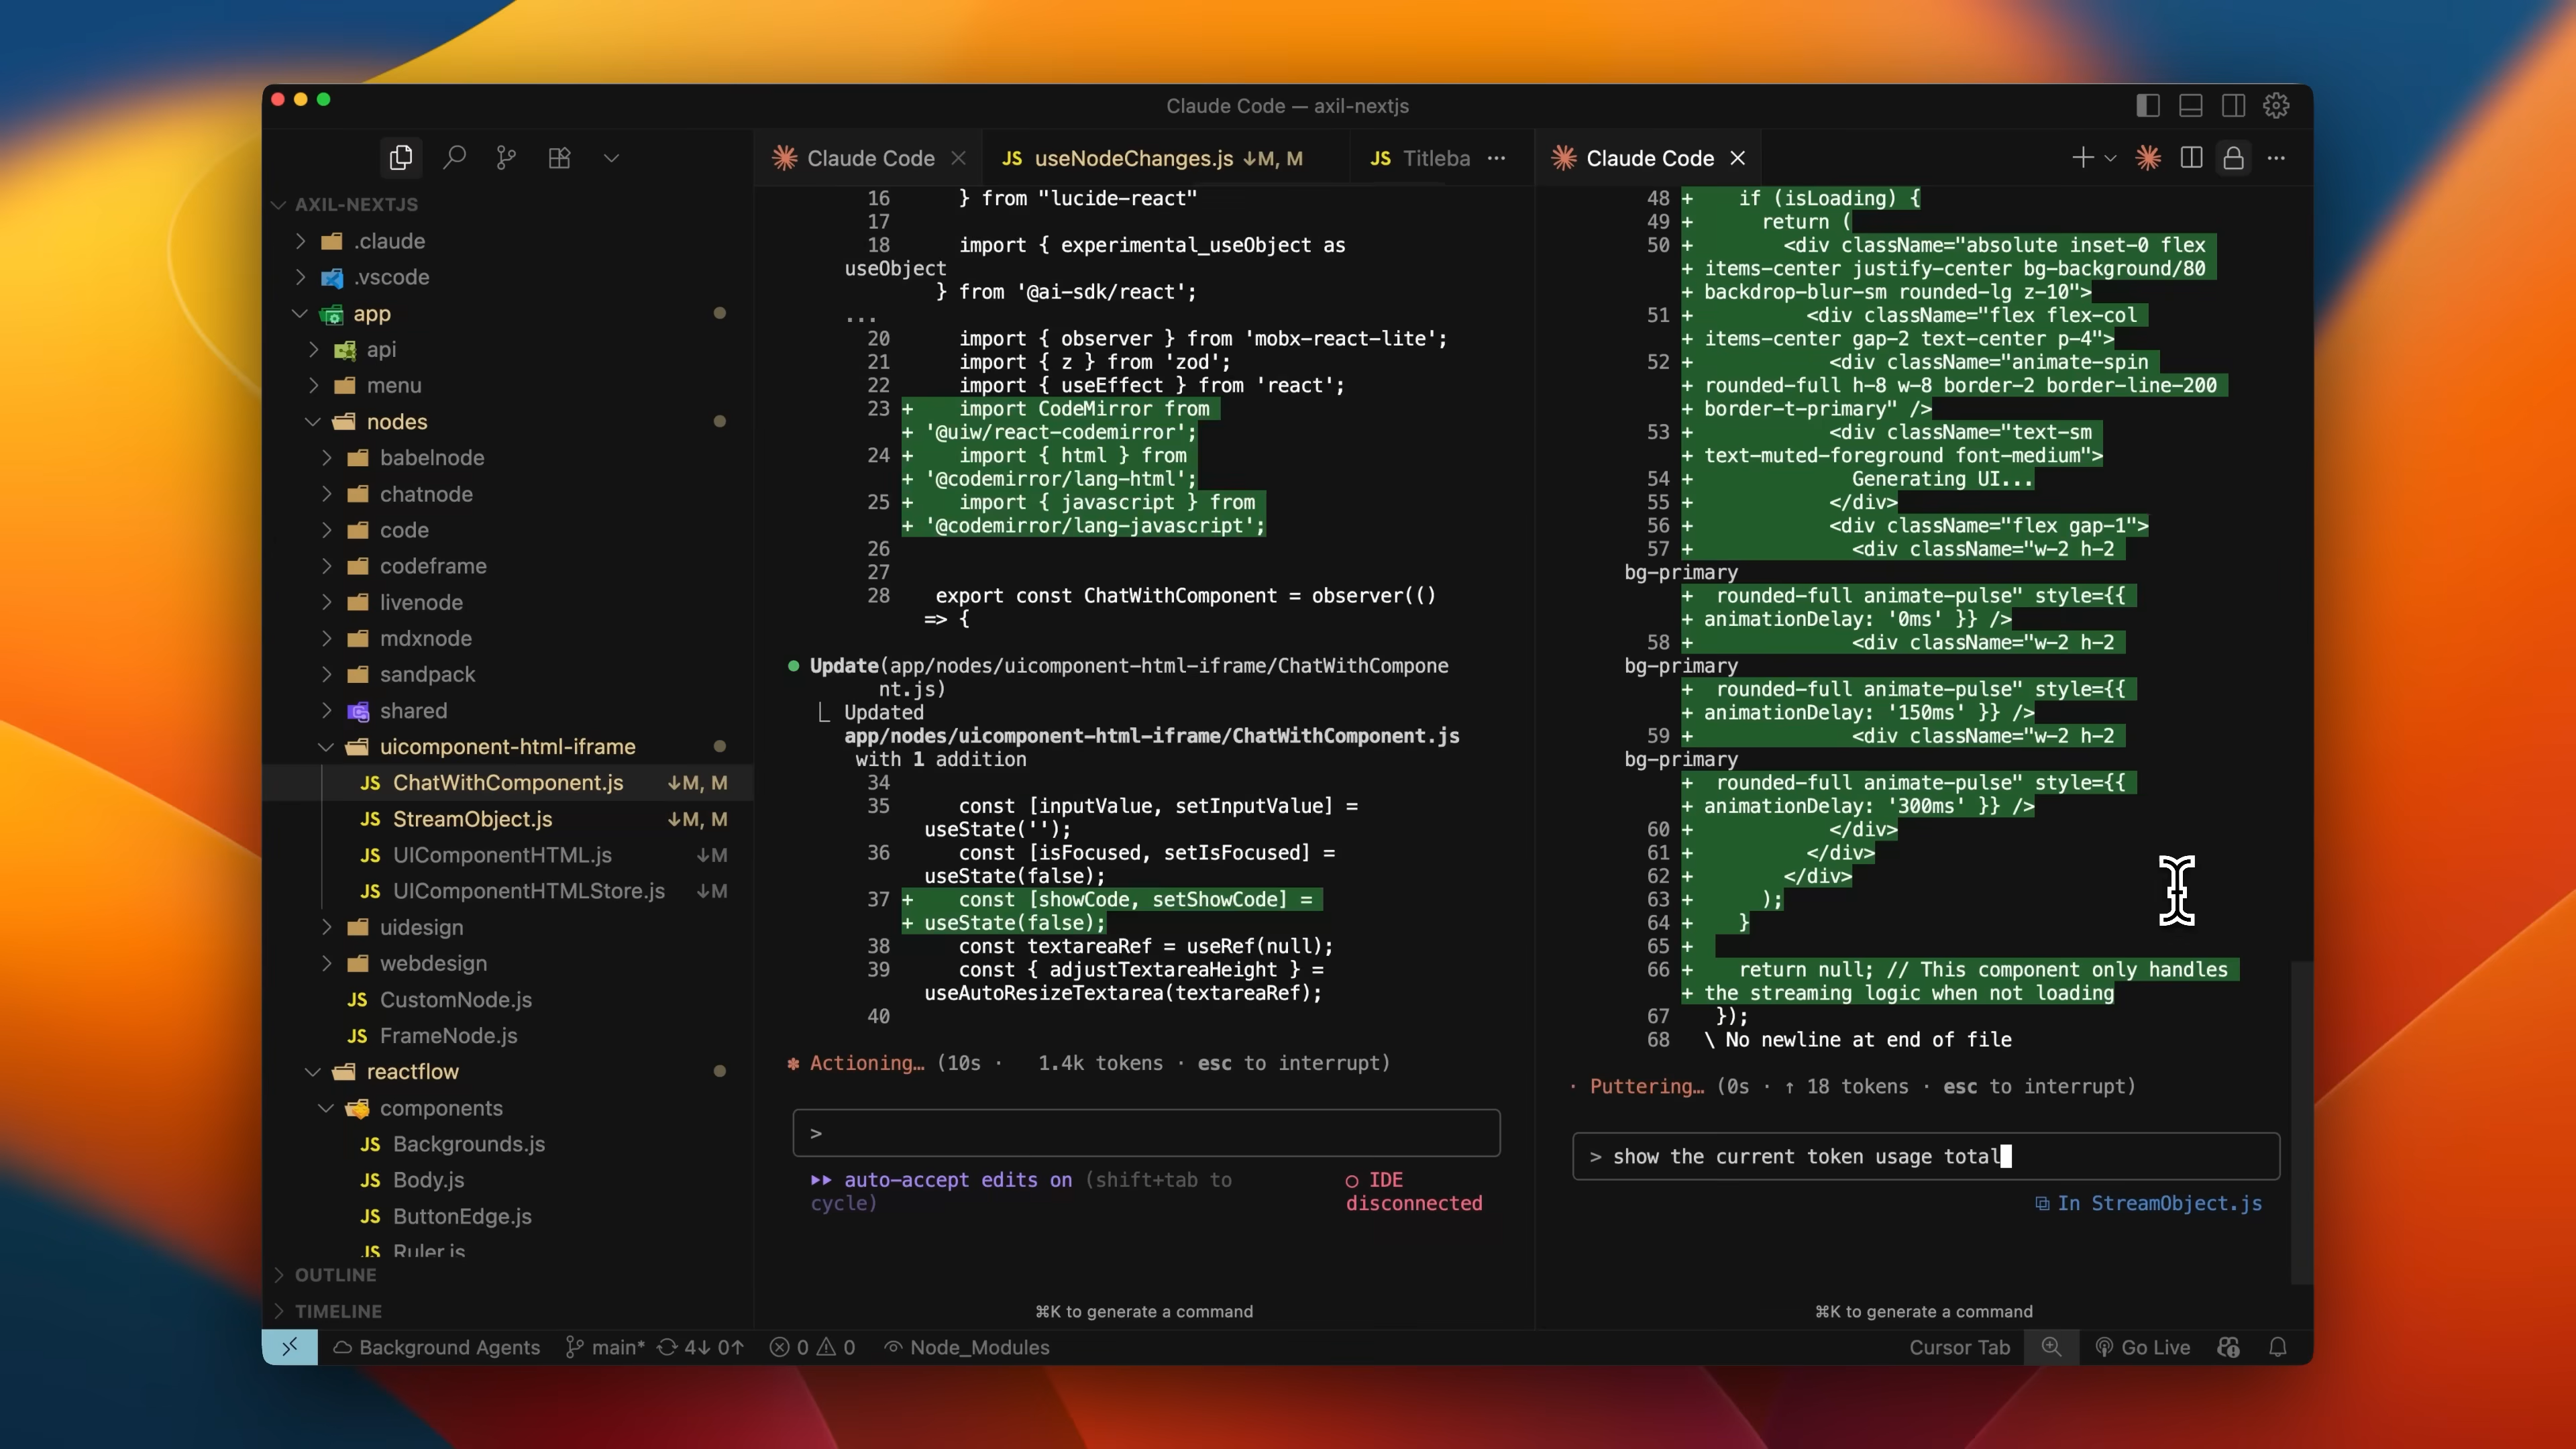 Claude Code — axil-nextjs
AXIL-NEXTJS
.claude
.vscode
app
api
menu
nodes
babelnode
chatnode
code
codeframe
livenode
mdxnode
sandpack
shared
uicomponent-html-iframe
JS ChatWithComponent.js ↓M, M
JS StreamObject.js ↓M, M
JS UIComponentHTML.js ↓M
JS UIComponentHTMLStore.js ↓M
uidesign
webdesign
JS CustomNode.js
JS FrameNode.js
reactflow
components
JS Backgrounds.js
JS Body.js
JS ButtonEdge.js
JS Ruler.js
OUTLINE
TIMELINE
Claude Code
JS useNodeChanges.js ↓M, M
JS Titleba
16 } from "lucide-react"
17
18 import { experimental_useObject as
useObject
} from '@ai-sdk/react';
...
20 import { observer } from 'mobx-react-lite';
21 import { z } from 'zod';
22 import { useEffect } from 'react';
23 + import CodeMirror from
+ '@uiw/react-codemirror';
24 + import { html } from
+ '@codemirror/lang-html';
25 + import { javascript } from
+ '@codemirror/lang-javascript';
26
27
28 export const ChatWithComponent = observer(()
=> {
● Update(app/nodes/uicomponent-html-iframe/ChatWithCompone
nt.js)
⎿ Updated
app/nodes/uicomponent-html-iframe/ChatWithComponent.js
with 1 addition
34
35 const [inputValue, setInputValue] =
useState('');
36 const [isFocused, setIsFocused] =
useState(false);
37 + const [showCode, setShowCode] =
+ useState(false);
38 const textareaRef = useRef(null);
39 const { adjustTextareaHeight } =
useAutoResizeTextarea(textareaRef);
40
✽ Actioning… (10s · 1.4k tokens · esc to interrupt)
>
⏵⏵ auto-accept edits on (shift+tab to
cycle)
○ IDE
disconnected
⌘K to generate a command
Claude Code
48 + if (isLoading) {
49 + return (
50 + <div className="absolute inset-0 flex
+ items-center justify-center bg-background/80
+ backdrop-blur-sm rounded-lg z-10">
51 + <div className="flex flex-col
+ items-center gap-2 text-center p-4">
52 + <div className="animate-spin
+ rounded-full h-8 w-8 border-2 border-line-200
+ border-t-primary" />
53 + <div className="text-sm
+ text-muted-foreground font-medium">
54 + Generating UI...
55 + </div>
56 + <div className="flex gap-1">
57 + <div className="w-2 h-2
bg-primary
+ rounded-full animate-pulse" style={{
+ animationDelay: '0ms' }} />
58 + <div className="w-2 h-2
bg-primary
+ rounded-full animate-pulse" style={{
+ animationDelay: '150ms' }} />
59 + <div className="w-2 h-2
bg-primary
+ rounded-full animate-pulse" style={{
+ animationDelay: '300ms' }} />
60 + </div>
61 + </div>
62 + </div>
63 + );
64 + }
65 +
66 + return null; // This component only handles
+ the streaming logic when not loading
67 });
68 \ No newline at end of file
· Puttering… (0s · ↑ 18 tokens · esc to interrupt)
> show the current token usage total
⧉ In StreamObject.js
⌘K to generate a command
Background Agents main* 4↓ 0↑ 0 0 Node_Modules Cursor Tab Go Live